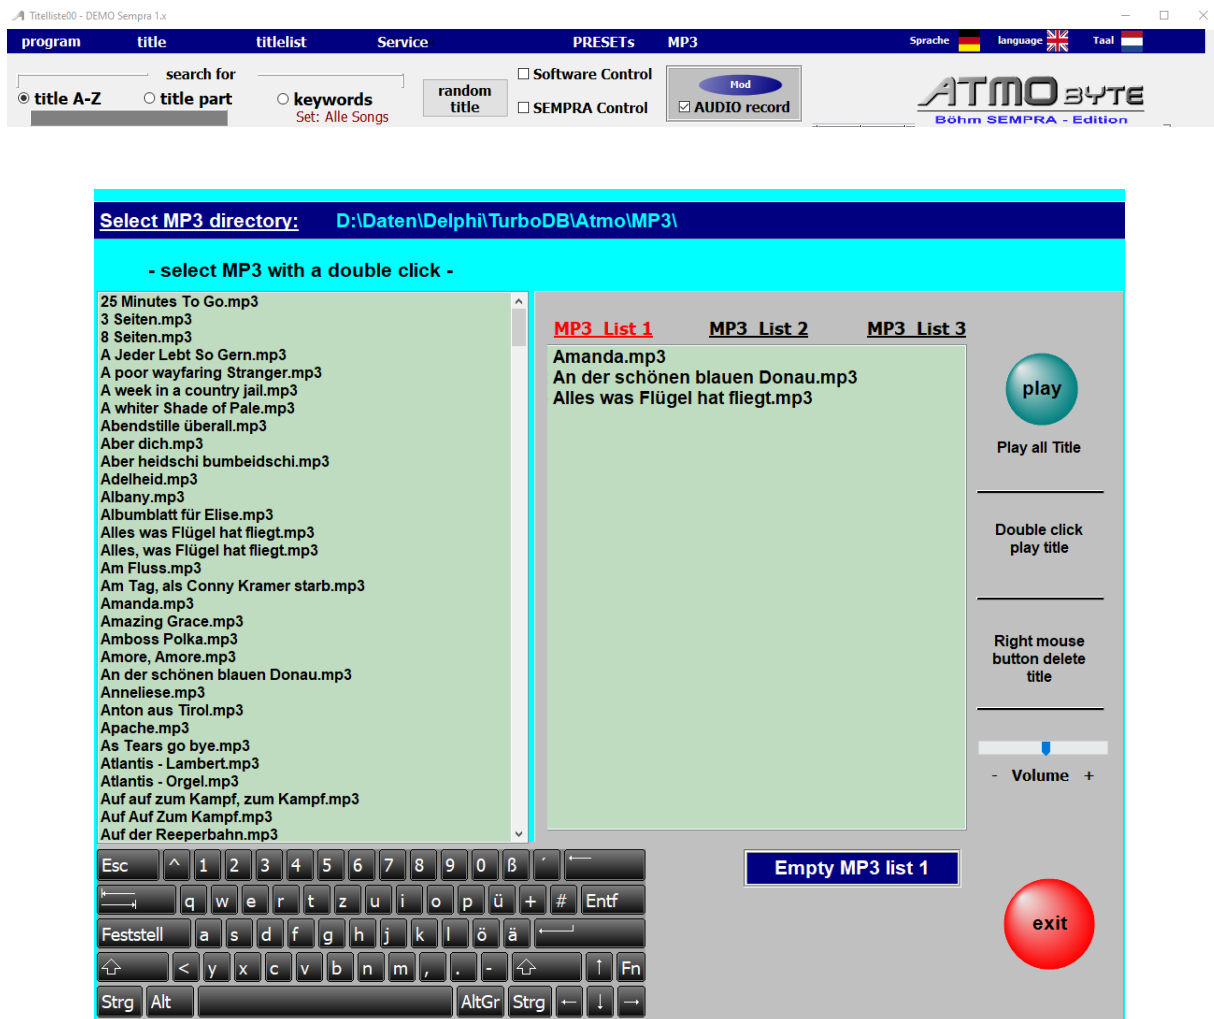 Titelliste00 - DEMO Sempra 1.x
program title titlelist Service PRESETs MP3 Sprache language Taal
search for
title A-Z title part keywords
Set: Alle Songs
random
title
Software Control
SEMPRA Control
Mod
AUDIO record
ATMO BYTE
Böhm SEMPRA - Edition
Select MP3 directory: D:\Daten\Delphi\TurboDB\Atmo\MP3\
- select MP3 with a double click -
25 Minutes To Go.mp3
3 Seiten.mp3
8 Seiten.mp3
A Jeder Lebt So Gern.mp3
A poor wayfaring Stranger.mp3
A week in a country jail.mp3
A whiter Shade of Pale.mp3
Abendstille überall.mp3
Aber dich.mp3
Aber heidschi bumbeidschi.mp3
Adelheid.mp3
Albany.mp3
Albumblatt für Elise.mp3
Alles was Flügel hat fliegt.mp3
Alles, was Flügel hat fliegt.mp3
Am Fluss.mp3
Am Tag, als Conny Kramer starb.mp3
Amanda.mp3
Amazing Grace.mp3
Amboss Polka.mp3
Amore, Amore.mp3
An der schönen blauen Donau.mp3
Anneliese.mp3
Anton aus Tirol.mp3
Apache.mp3
As Tears go bye.mp3
Atlantis - Lambert.mp3
Atlantis - Orgel.mp3
Auf auf zum Kampf, zum Kampf.mp3
Auf Auf Zum Kampf.mp3
Auf der Reeperbahn.mp3
MP3 List 1 MP3 List 2 MP3 List 3
Amanda.mp3
An der schönen blauen Donau.mp3
Alles was Flügel hat fliegt.mp3
play
Play all Title
Double click
play title
Right mouse
button delete
title
- Volume +
Empty MP3 list 1
exit
Esc ^ 1 2 3 4 5 6 7 8 9 0 ß ´ ←
q w e r t z u i o p ü + # Entf
Feststell a s d f g h j k l ö ä
< y x c v b n m , . - ↑ Fn
Strg Alt AltGr Strg ← ↓ →